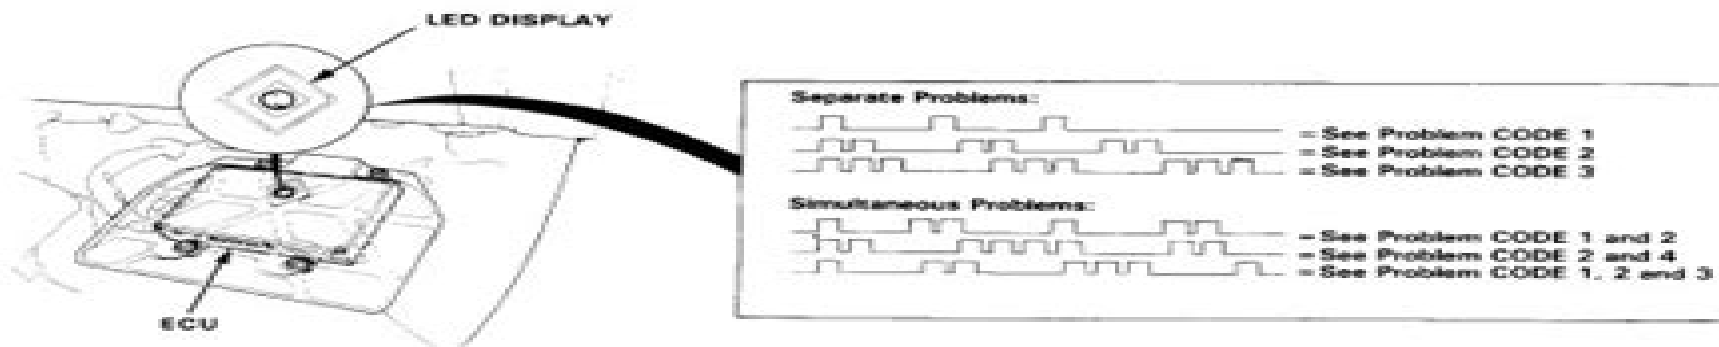 LED DISPLAY
Separate Problems:
= See Problem CODE 1
= See Problem CODE 2
= See Problem CODE 3
Simultaneous Problems:
= See Problem CODE 1 and 2
= See Problem CODE 2 and 4
= See Problem CODE 1, 2 and 3
ECU